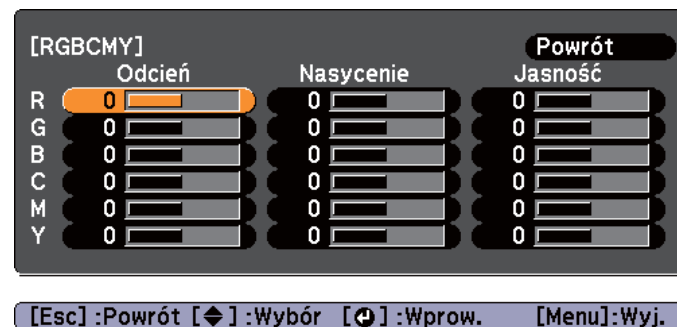 [RGBCMY] Powrót
Odcień Nasycenie Jasność
R 0 0 0
G 0 0 0
B 0 0 0
C 0 0 0
M 0 0 0
Y 0 0 0
[Esc] :Powrót [◆] :Wybór [⏎] :Wprow. [Menu]:Wyj.